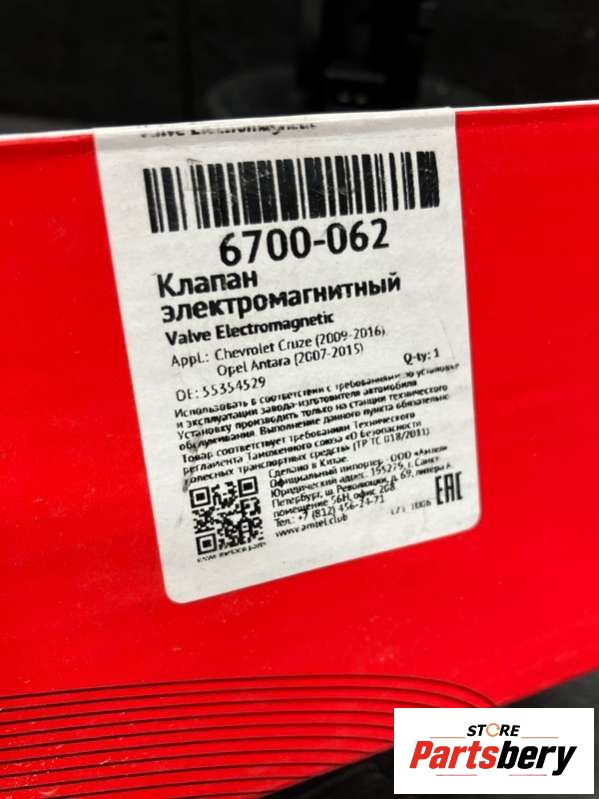 Valve Electromagnetic
6700-062
Клапан
электромагнитный
Valve Electromagnetic
Appl.: Chevrolet Cruze (2009-2016)
Opel Antara (2007-2015)
Q-ty: 1
OE: 55354529
Использовать в соответствии с требованиями по установке
и эксплуатации завода-изготовителя автомобиля
Установку производить только на станции технического
обслуживания. Выполнение данного пункта обязательно
Товар соответствует требованиям Технического
регламента Таможенного союза «О Безопасности
колесных транспортных средств» (ТР ТС 018/2011)
Сделано в Китае.
Официальный импортер - ООО «Амтел»
Юридический адрес: 195279, г. Санкт-
Петербург, ш. Революции, д. 69, литера А
помещение 56Н, офис 208
Тел.: +7 (812) 456-24-71
www.amtel.club
EAC
STORE
Partsbery